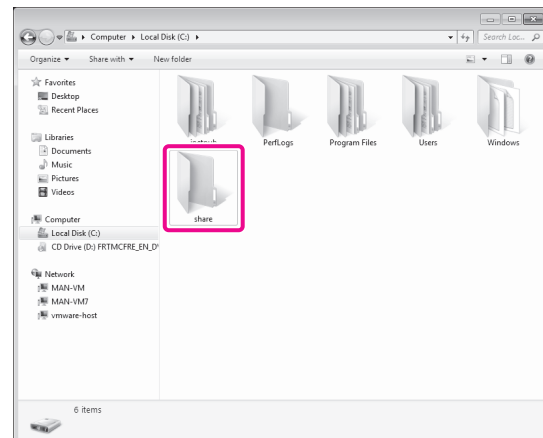 Computer ▸ Local Disk (C:) ▸
Search Loc...
Organize ▾ Share with ▾ New folder
Favorites
Desktop
Recent Places
Libraries
Documents
Music
Pictures
Videos
Computer
Local Disk (C:)
CD Drive (D:) FRTMCFRE_EN_D
Network
MAN-VM
MAN-VM7
vmware-host
PerfLogs
Program Files
Users
Windows
share
6 items